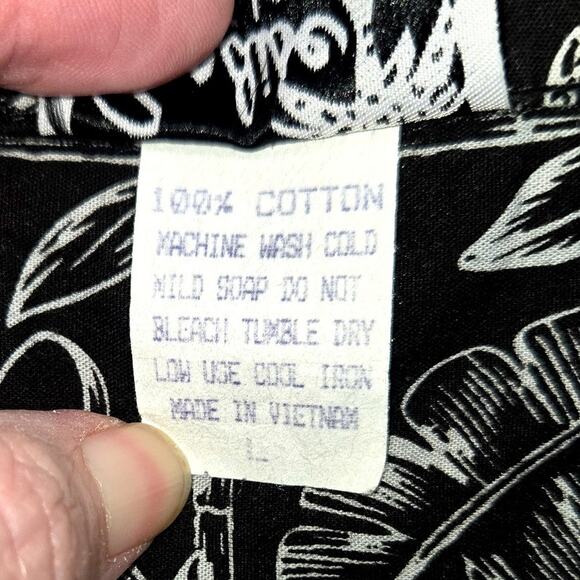 100% COTTON
MACHINE WASH COLD
MILD SOAP DO NOT
BLEACH TUMBLE DRY
LOW USE COOL IRON
MADE IN VIETNAM
L